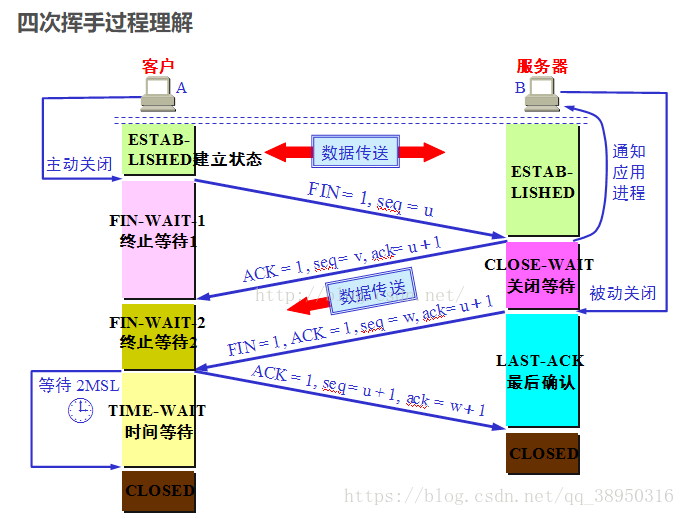 四次挥手过程理解
客户
服务器
A
B
ESTAB-
LISHED建立状态
数据传送
ESTAB-
LISHED
通知
应用
进程
主动关闭
FIN = 1, seq = u
FIN-WAIT-1
终止等待1
ACK = 1, seq = v, ack = u + 1
CLOSE-WAIT
关闭等待
数据传送
被动关闭
FIN-WAIT-2
终止等待2
FIN = 1, ACK = 1, seq = w, ack = u + 1
LAST-ACK
最后确认
等待 2MSL
ACK = 1, seq = u + 1, ack = w + 1
TIME-WAIT
时间等待
CLOSED
CLOSED
https://blog.csdn.net/qq_38950316